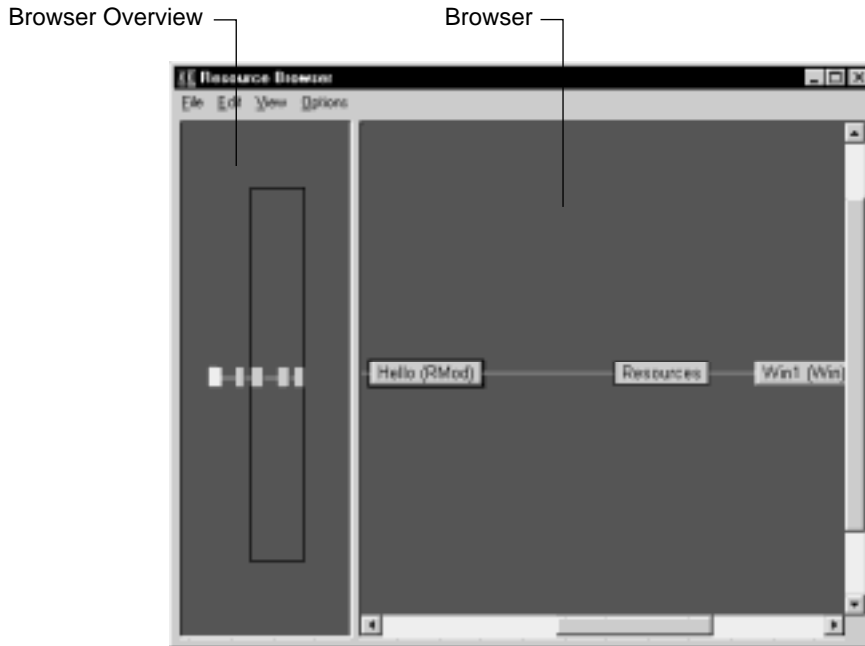 Browser Overview
Browser
Resource Browser
File Edit View Options
Hello (RMod)
Resources
Win1 (Win)